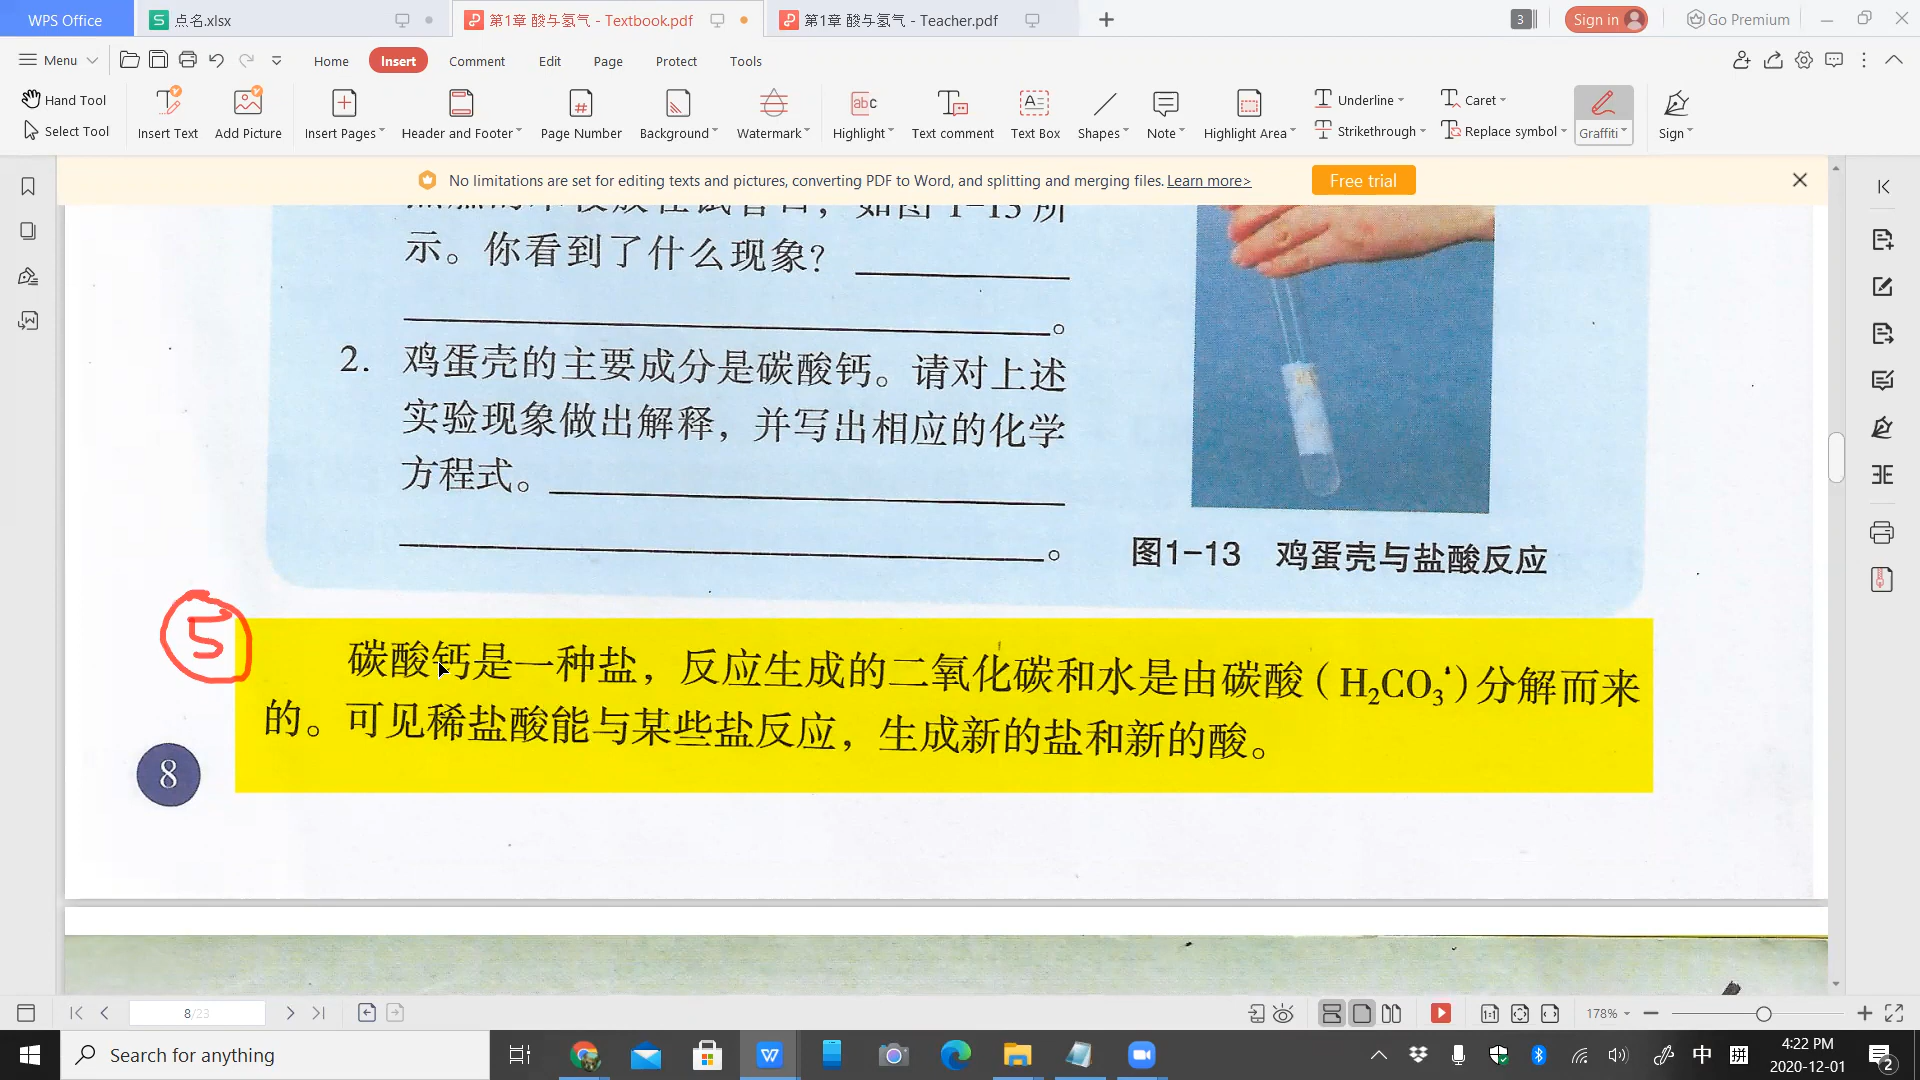 WPS Office
点名.xlsx
第1章 酸与氢气 - Textbook.pdf
第1章 酸与氢气 - Teacher.pdf
3
Sign in
Go Premium
Menu
Home
Insert
Comment
Edit
Page
Protect
Tools
Hand Tool
Select Tool
Insert Text
Add Picture
Insert Pages
Header and Footer
Page Number
Background
Watermark
Highlight
Text comment
Text Box
Shapes
Note
Highlight Area
Underline
Strikethrough
Caret
Replace symbol
Graffiti
Sign
No limitations are set for editing texts and pictures, converting PDF to Word, and splitting and merging files. Learn more>
Free trial
如图 1-13 所
示。你看到了什么现象?
。
2. 鸡蛋壳的主要成分是碳酸钙。请对上述
实验现象做出解释，并写出相应的化学
方程式。
。
图1-13 鸡蛋壳与盐酸反应
5
碳酸钙是一种盐，反应生成的二氧化碳和水是由碳酸（H₂CO₃）分解而来
的。可见稀盐酸能与某些盐反应，生成新的盐和新的酸。
8
8/23
178%
Search for anything
中
拼
4:22 PM
2020-12-01
2